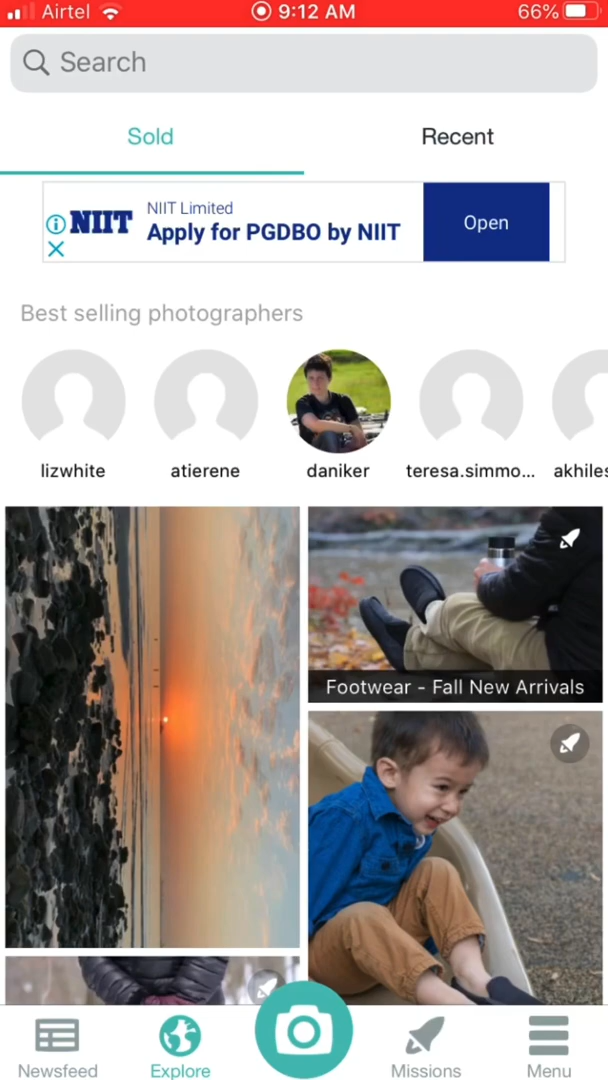 Airtel 9:12 AM 66%
Search
Sold Recent
NIIT
NIIT Limited
Apply for PGDBO by NIIT
Open
Best selling photographers
lizwhite atierene daniker teresa.simmo... akhiles
Footwear - Fall New Arrivals
Newsfeed Explore Missions Menu